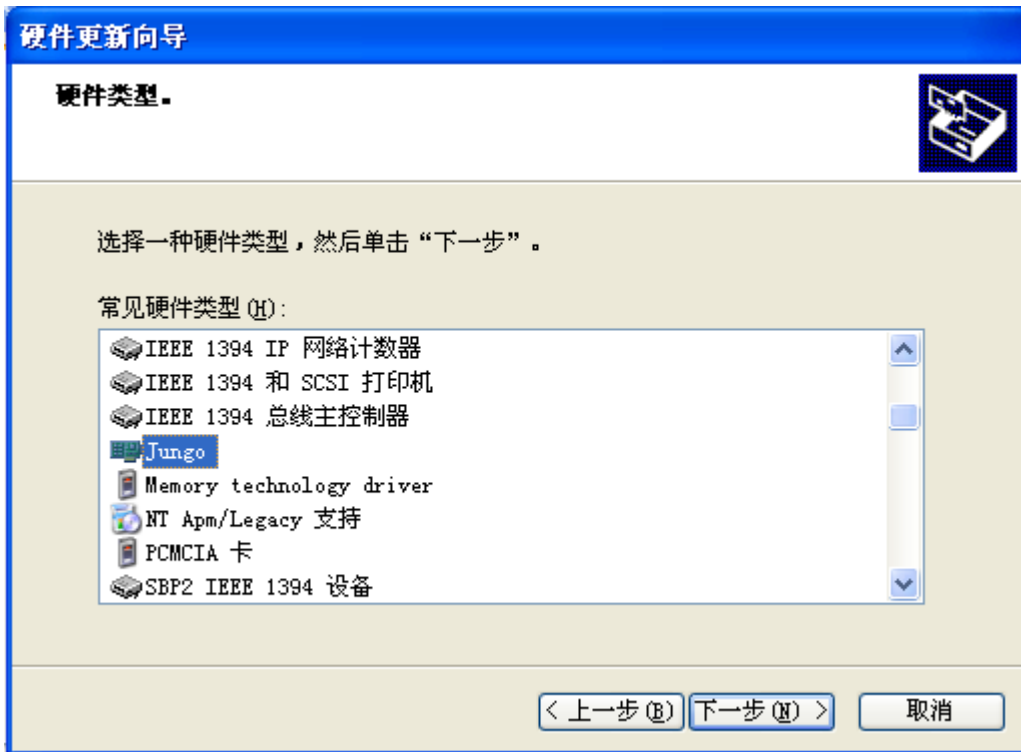 硬件更新向导
硬件类型。
选择一种硬件类型，然后单击“下一步”。
常见硬件类型(H):
IEEE 1394 IP 网络计数器
IEEE 1394 和 SCSI 打印机
IEEE 1394 总线主控制器
Jungo
Memory technology driver
NT Apm/Legacy 支持
PCMCIA 卡
SBP2 IEEE 1394 设备
< 上一步(B) 下一步(N) > 取消